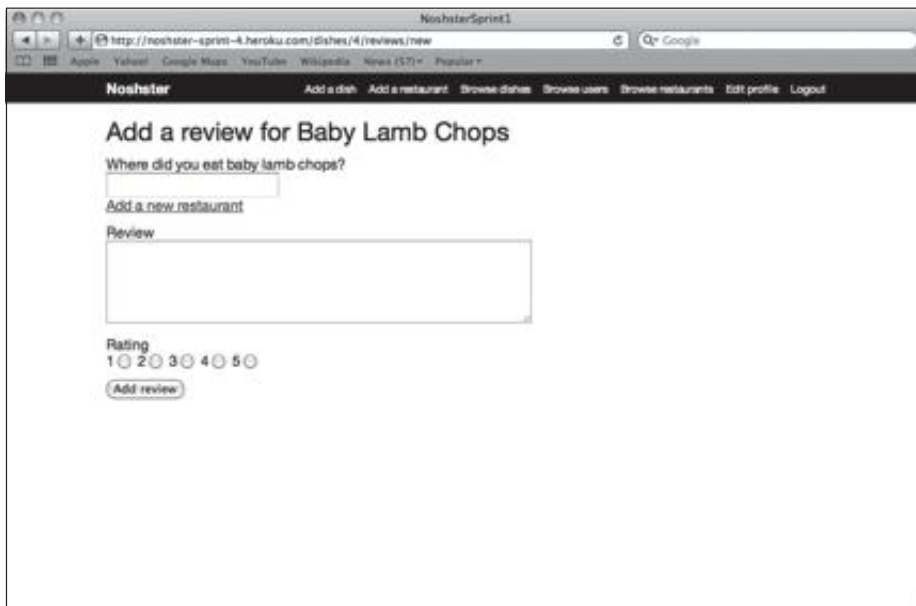 NoshsterSprint1
http://noshster-sprint-4.heroku.com/dishes/4/reviews/new Google
Apple Yahoo! Google Maps YouTube Wikipedia News (57) Popular
Noshster Add a dish Add a restaurant Browse dishes Browse users Browse restaurants Edit profile Logout
Add a review for Baby Lamb Chops
Where did you eat baby lamb chops?
Add a new restaurant
Review
Rating
1 2 3 4 5
Add review